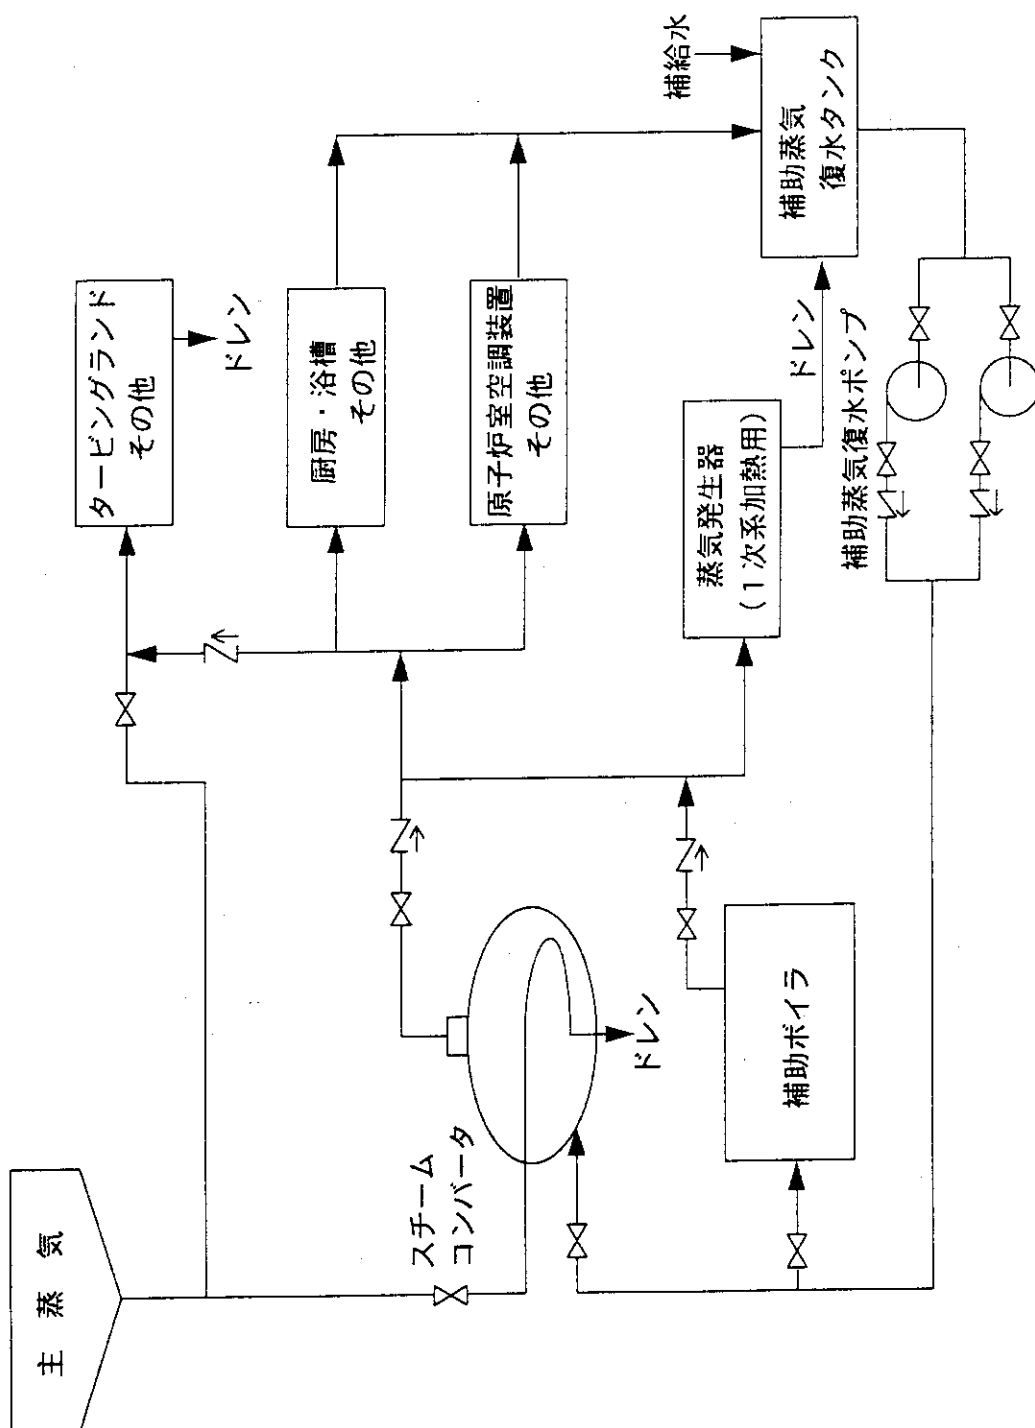 主蒸気
スチーム
コンバータ
ドレン
補助ボイラ
タービングランド
その他
ドレン
厨房・浴槽
その他
原子炉室空調装置
その他
蒸気発生器
(1次系加熱用)
ドレン
補給水
補助蒸気
復水タンク
補助蒸気復水ポンプ